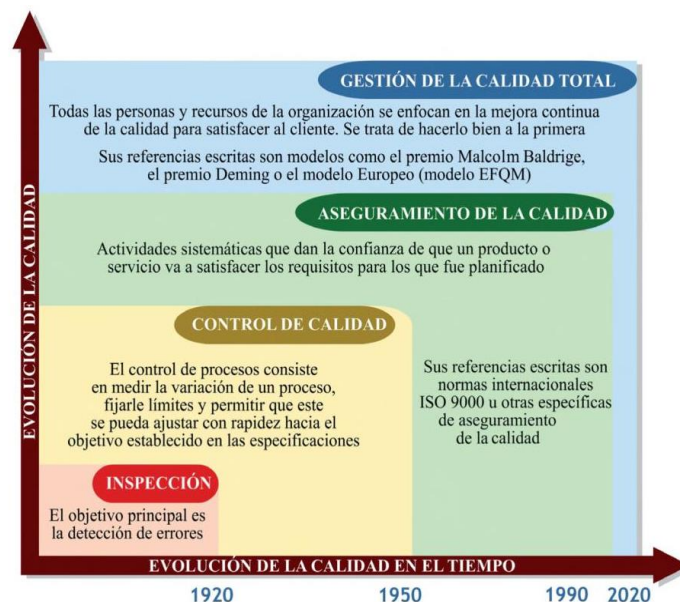 GESTIÓN DE LA CALIDAD TOTAL
Todas las personas y recursos de la organización se enfocan en la mejora continua
de la calidad para satisfacer al cliente. Se trata de hacerlo bien a la primera
Sus referencias escritas son modelos como el premio Malcolm Baldrige,
el premio Deming o el modelo Europeo (modelo EFQM)
ASEGURAMIENTO DE LA CALIDAD
Actividades sistemáticas que dan la confianza de que un producto o
servicio va a satisfacer los requisitos para los que fue planificado
CONTROL DE CALIDAD
El control de procesos consiste
en medir la variación de un proceso,
fijarle límites y permitir que este
se pueda ajustar con rapidez hacia el
objetivo establecido en las especificaciones
Sus referencias escritas son
normas internacionales
ISO 9000 u otras específicas
de aseguramiento
de la calidad
INSPECCIÓN
El objetivo principal es
la detección de errores
EVOLUCIÓN DE LA CALIDAD
EVOLUCIÓN DE LA CALIDAD EN EL TIEMPO
1920 1950 1990 2020